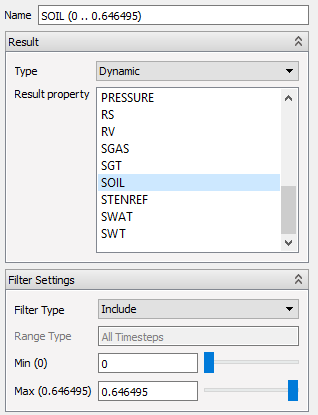 Name SOIL (0 .. 0.646495)
Result
Type Dynamic
Result property
PRESSURE
RS
RV
SGAS
SGT
SOIL
STENREF
SWAT
SWT
Filter Settings
Filter Type Include
Range Type All Timesteps
Min (0) 0
Max (0.646495) 0.646495